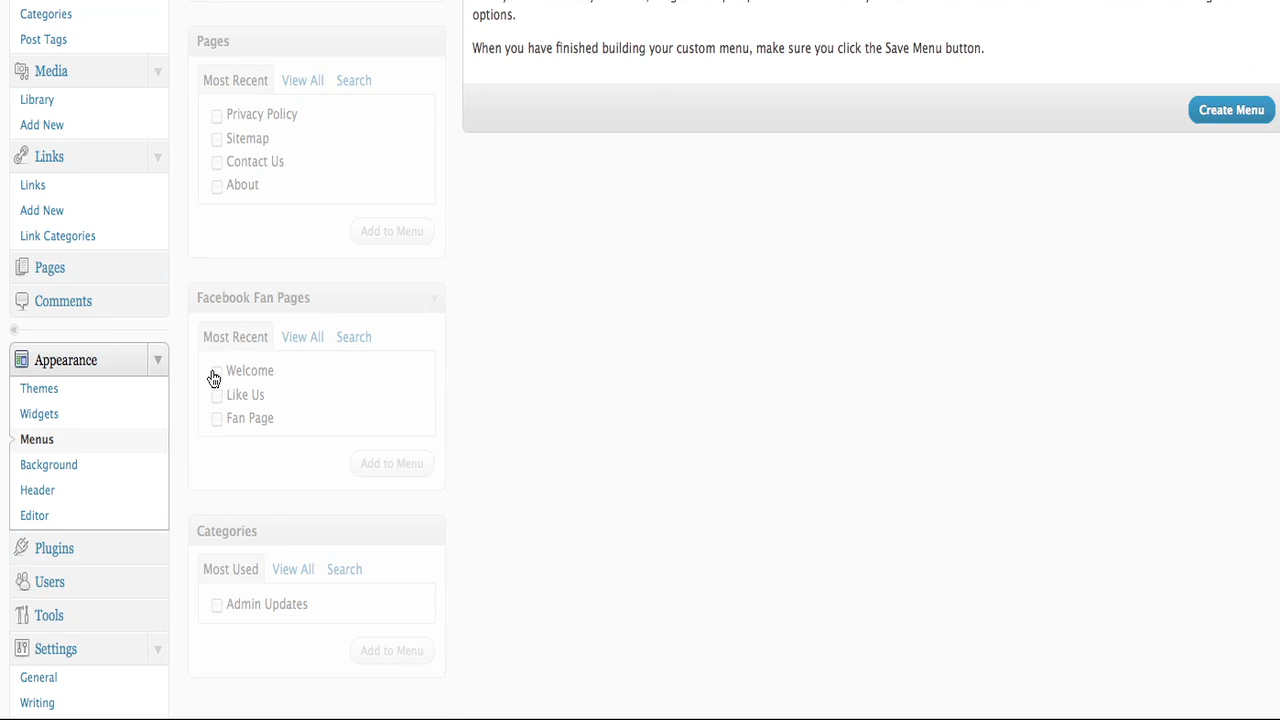 Categories
Post Tags
Media
Library
Add New
Links
Links
Add New
Link Categories
Pages
Comments
Appearance
Themes
Widgets
Menus
Background
Header
Editor
Plugins
Users
Tools
Settings
General
Writing
Pages
Most Recent View All Search
Privacy Policy
Sitemap
Contact Us
About
Add to Menu
Facebook Fan Pages
Most Recent View All Search
Welcome
Like Us
Fan Page
Add to Menu
Categories
Most Used View All Search
Admin Updates
Add to Menu
options.
When you have finished building your custom menu, make sure you click the Save Menu button.
Create Menu